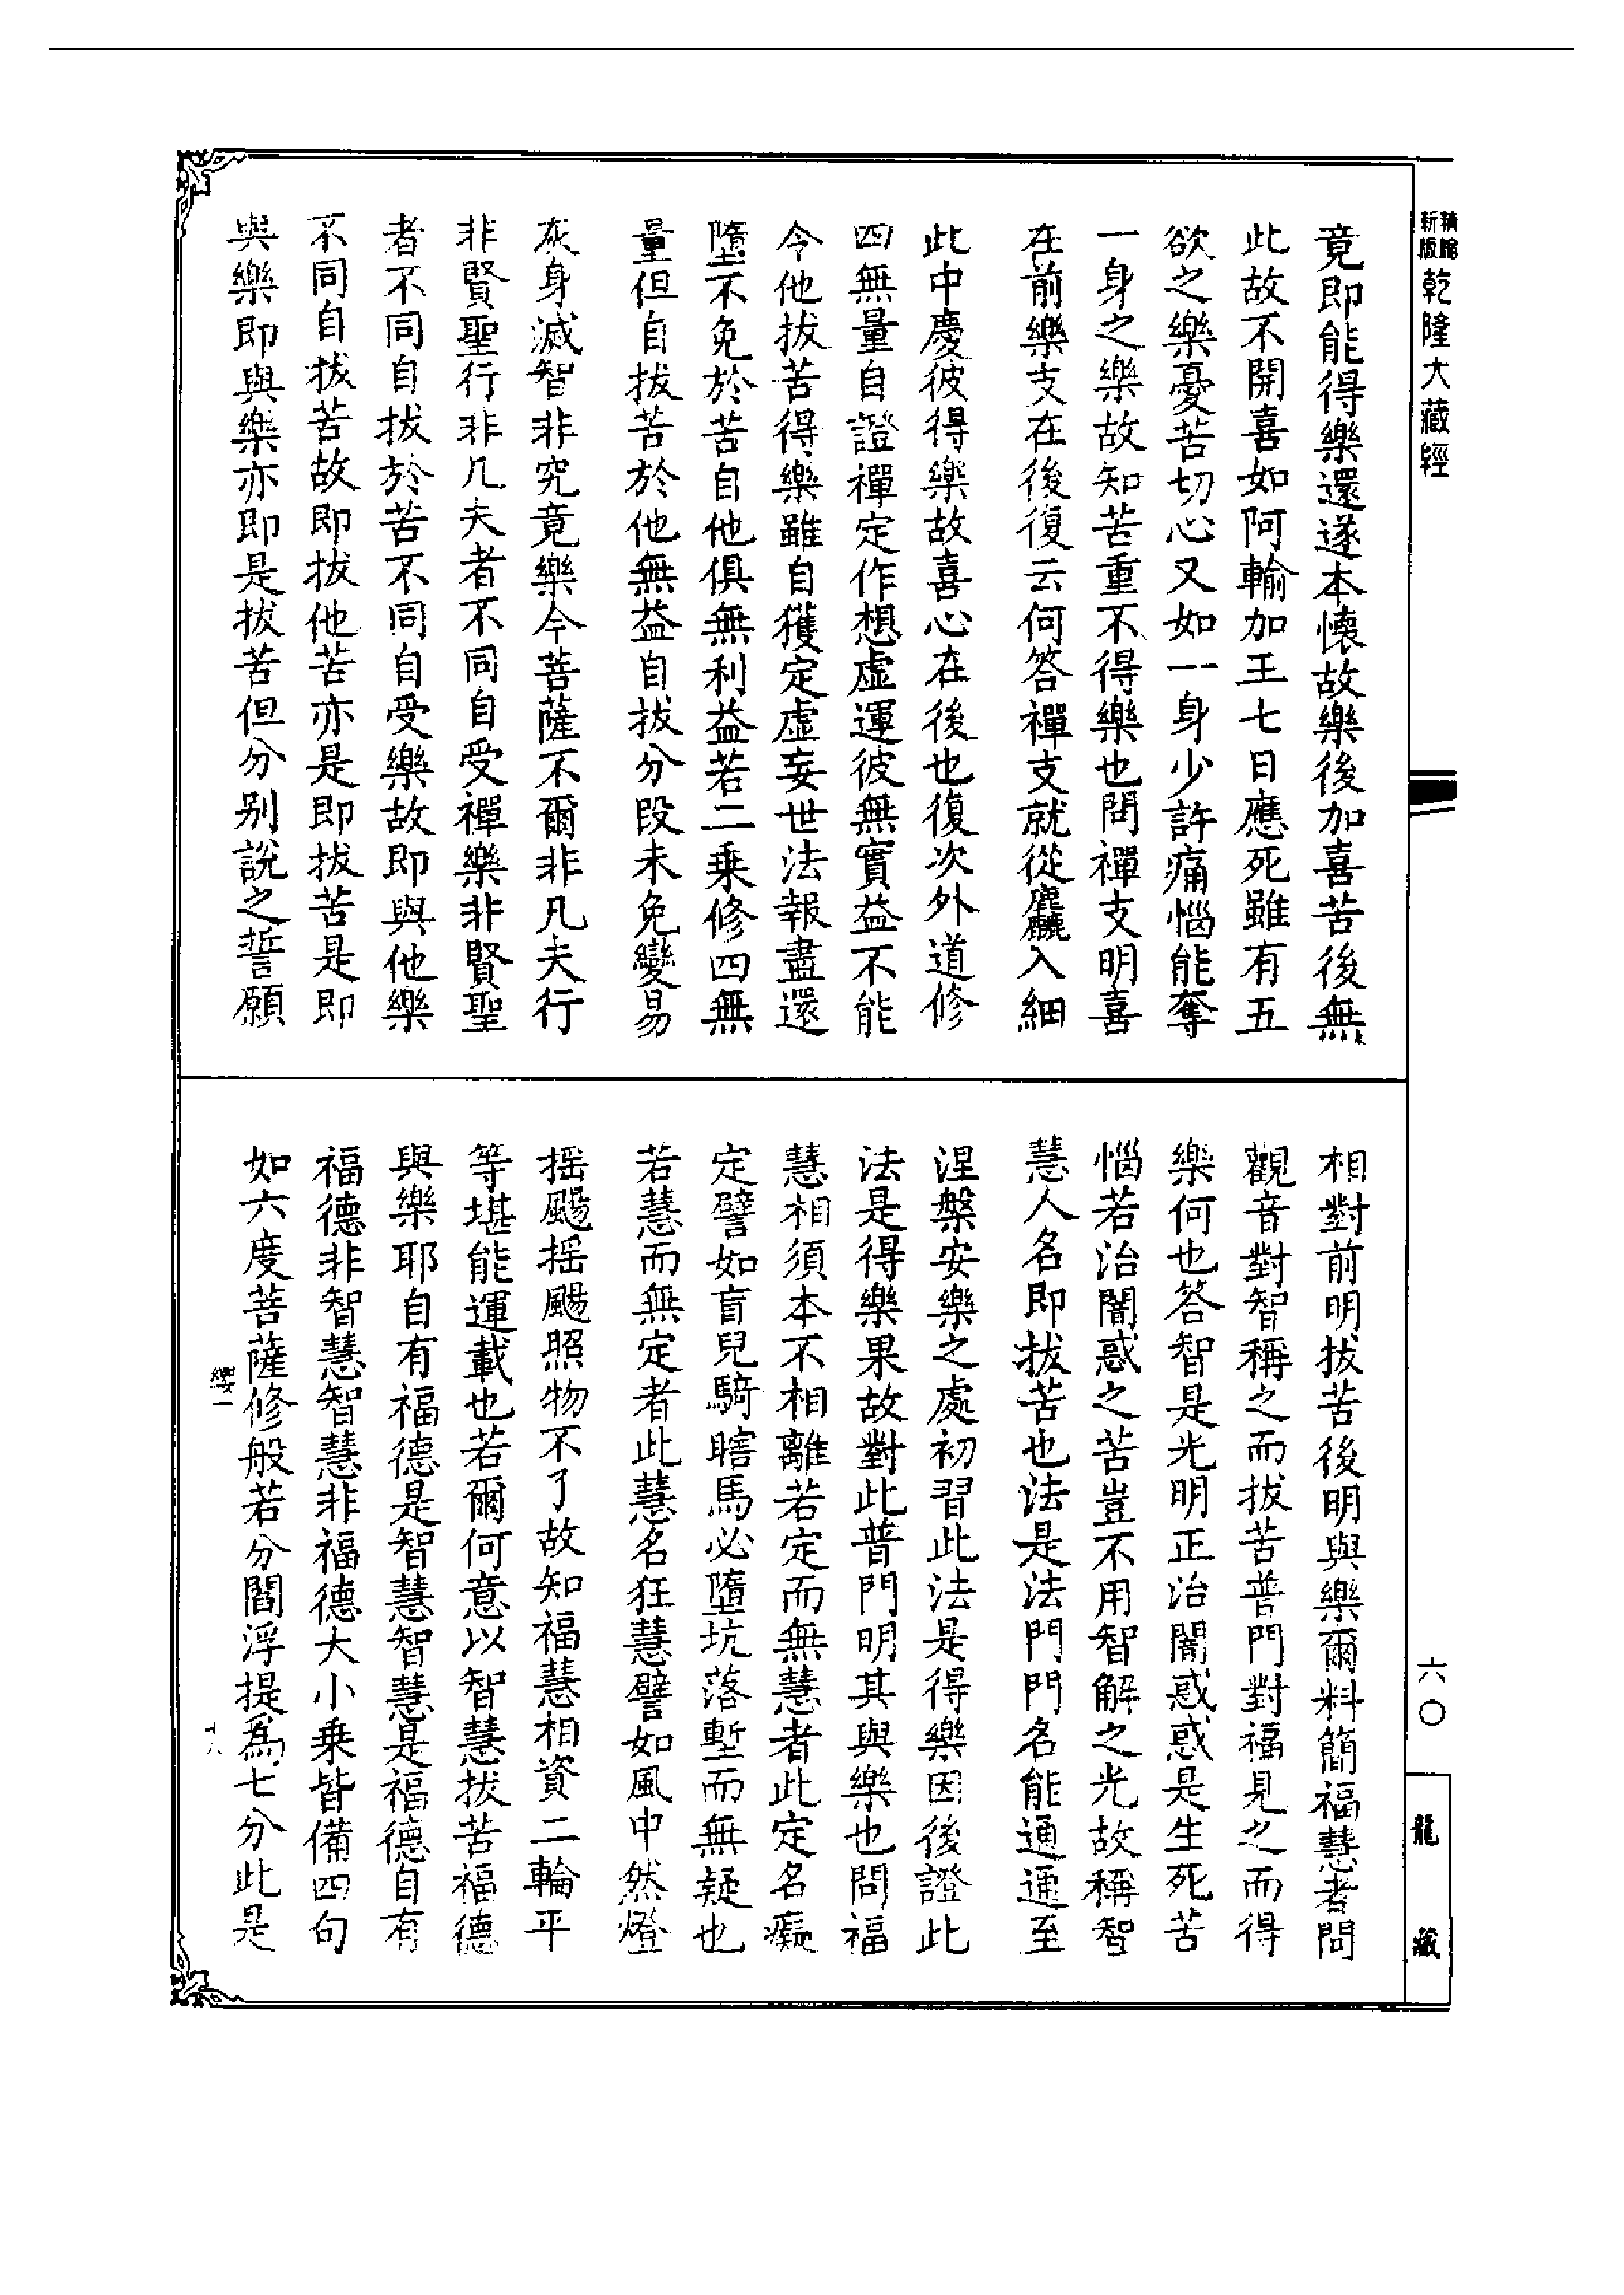 精縮
新版
乾隆大藏經
六〇
龍藏
竟即能得樂還遂本懷故樂後加喜苦後無
此故不開喜如阿輸加王七日應死雖有五
欲之樂憂苦切心又如一身少許痛惱能奪
一身之樂故知苦重不得樂也問禪支明喜
在前樂支在後復云何答禪支就從麤入細
此中慶彼得樂故喜心在後也復次外道修
四無量自證禪定作想虛運彼無實益不能
令他拔苦得樂雖自獲定虛妄世法報盡還
墮不免於苦自他俱無利益若二乗修四無
量但自拔苦於他無益自拔分段未免變易
灰身滅智非究竟樂今菩薩不爾非凡夫行
非賢聖行非凡夫者不同自受禪樂非賢聖
者不同自拔於苦不同自受樂故即與他樂
不同自拔苦故即拔他苦亦是即拔苦是即
與樂即與樂亦即是拔苦但分别說之誓願
相對前明拔苦後明與樂爾料簡福慧者問
觀音對智稱之而拔苦普門對福見之而得
樂何也答智是光明正治闇惑惑是生死苦
惱若治闇惑之苦豈不用智解之光故稱智
慧人名即拔苦也法是法門門名能通通至
涅槃安樂之處初習此法是得樂因後證此
法是得樂果故對此普門明其與樂也問福
慧相須本不相離若定而無慧者此定名癡
定譬如盲兒騎瞎馬必墮坑落塹而無疑也
若慧而無定者此慧名狂慧譬如風中然燈
摇颺摇颺照物不了故知福慧相資二輪平
等堪能運載也若爾何意以智慧拔苦福德
與樂耶自有福德是智慧智慧是福德自有
福德非智慧智慧非福德大小乗皆備四句
如六度菩薩修般若分閻浮提為七分此是
纓一
十八